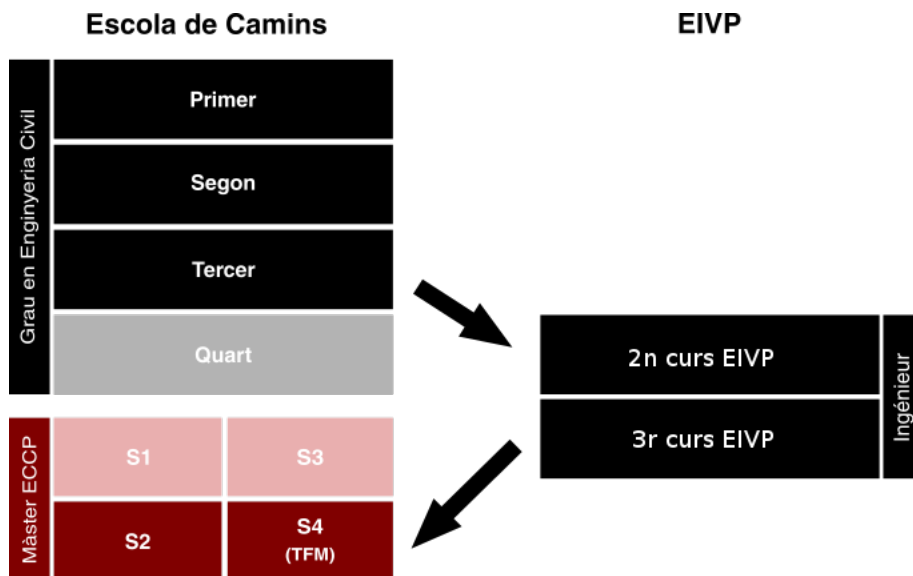 Escola de Camins
EIVP
Grau en Enginyeria Civil
Primer
Segon
Tercer
Quart
2n curs EIVP
3r curs EIVP
Ingénieur
Màster ECCP
S1
S3
S2
S4
(TFM)